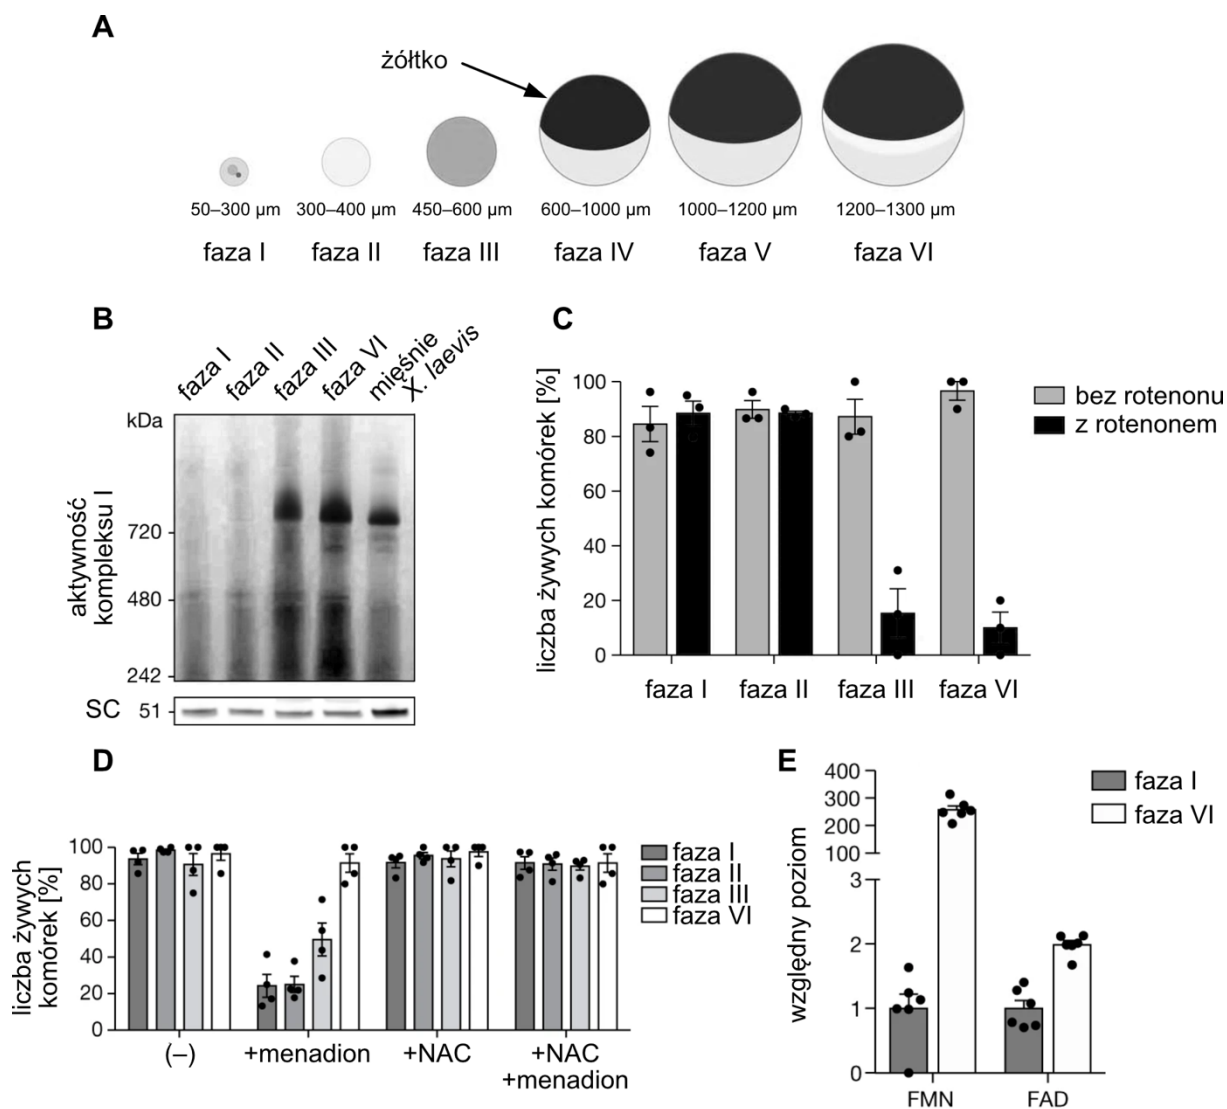 A
żółtko
50–300 µm
300–400 µm
450–600 µm
600–1000 µm
1000–1200 µm
1200–1300 µm
faza I
faza II
faza III
faza IV
faza V
faza VI
B
faza I
faza II
faza III
faza VI
mięśnie
X. laevis
kDa
720
480
242
aktywność
kompleksu I
SC
51
C
liczba żywych komórek [%]
100
80
60
40
20
0
faza I
faza II
faza III
faza VI
bez rotenonu
z rotenonem
D
liczba żywych
komórek [%]
100
80
60
40
20
0
(–)
+menadion
+NAC
+NAC
+menadion
faza I
faza II
faza III
faza VI
E
względny poziom
400
300
200
100
3
2
1
0
FMN
FAD
faza I
faza VI